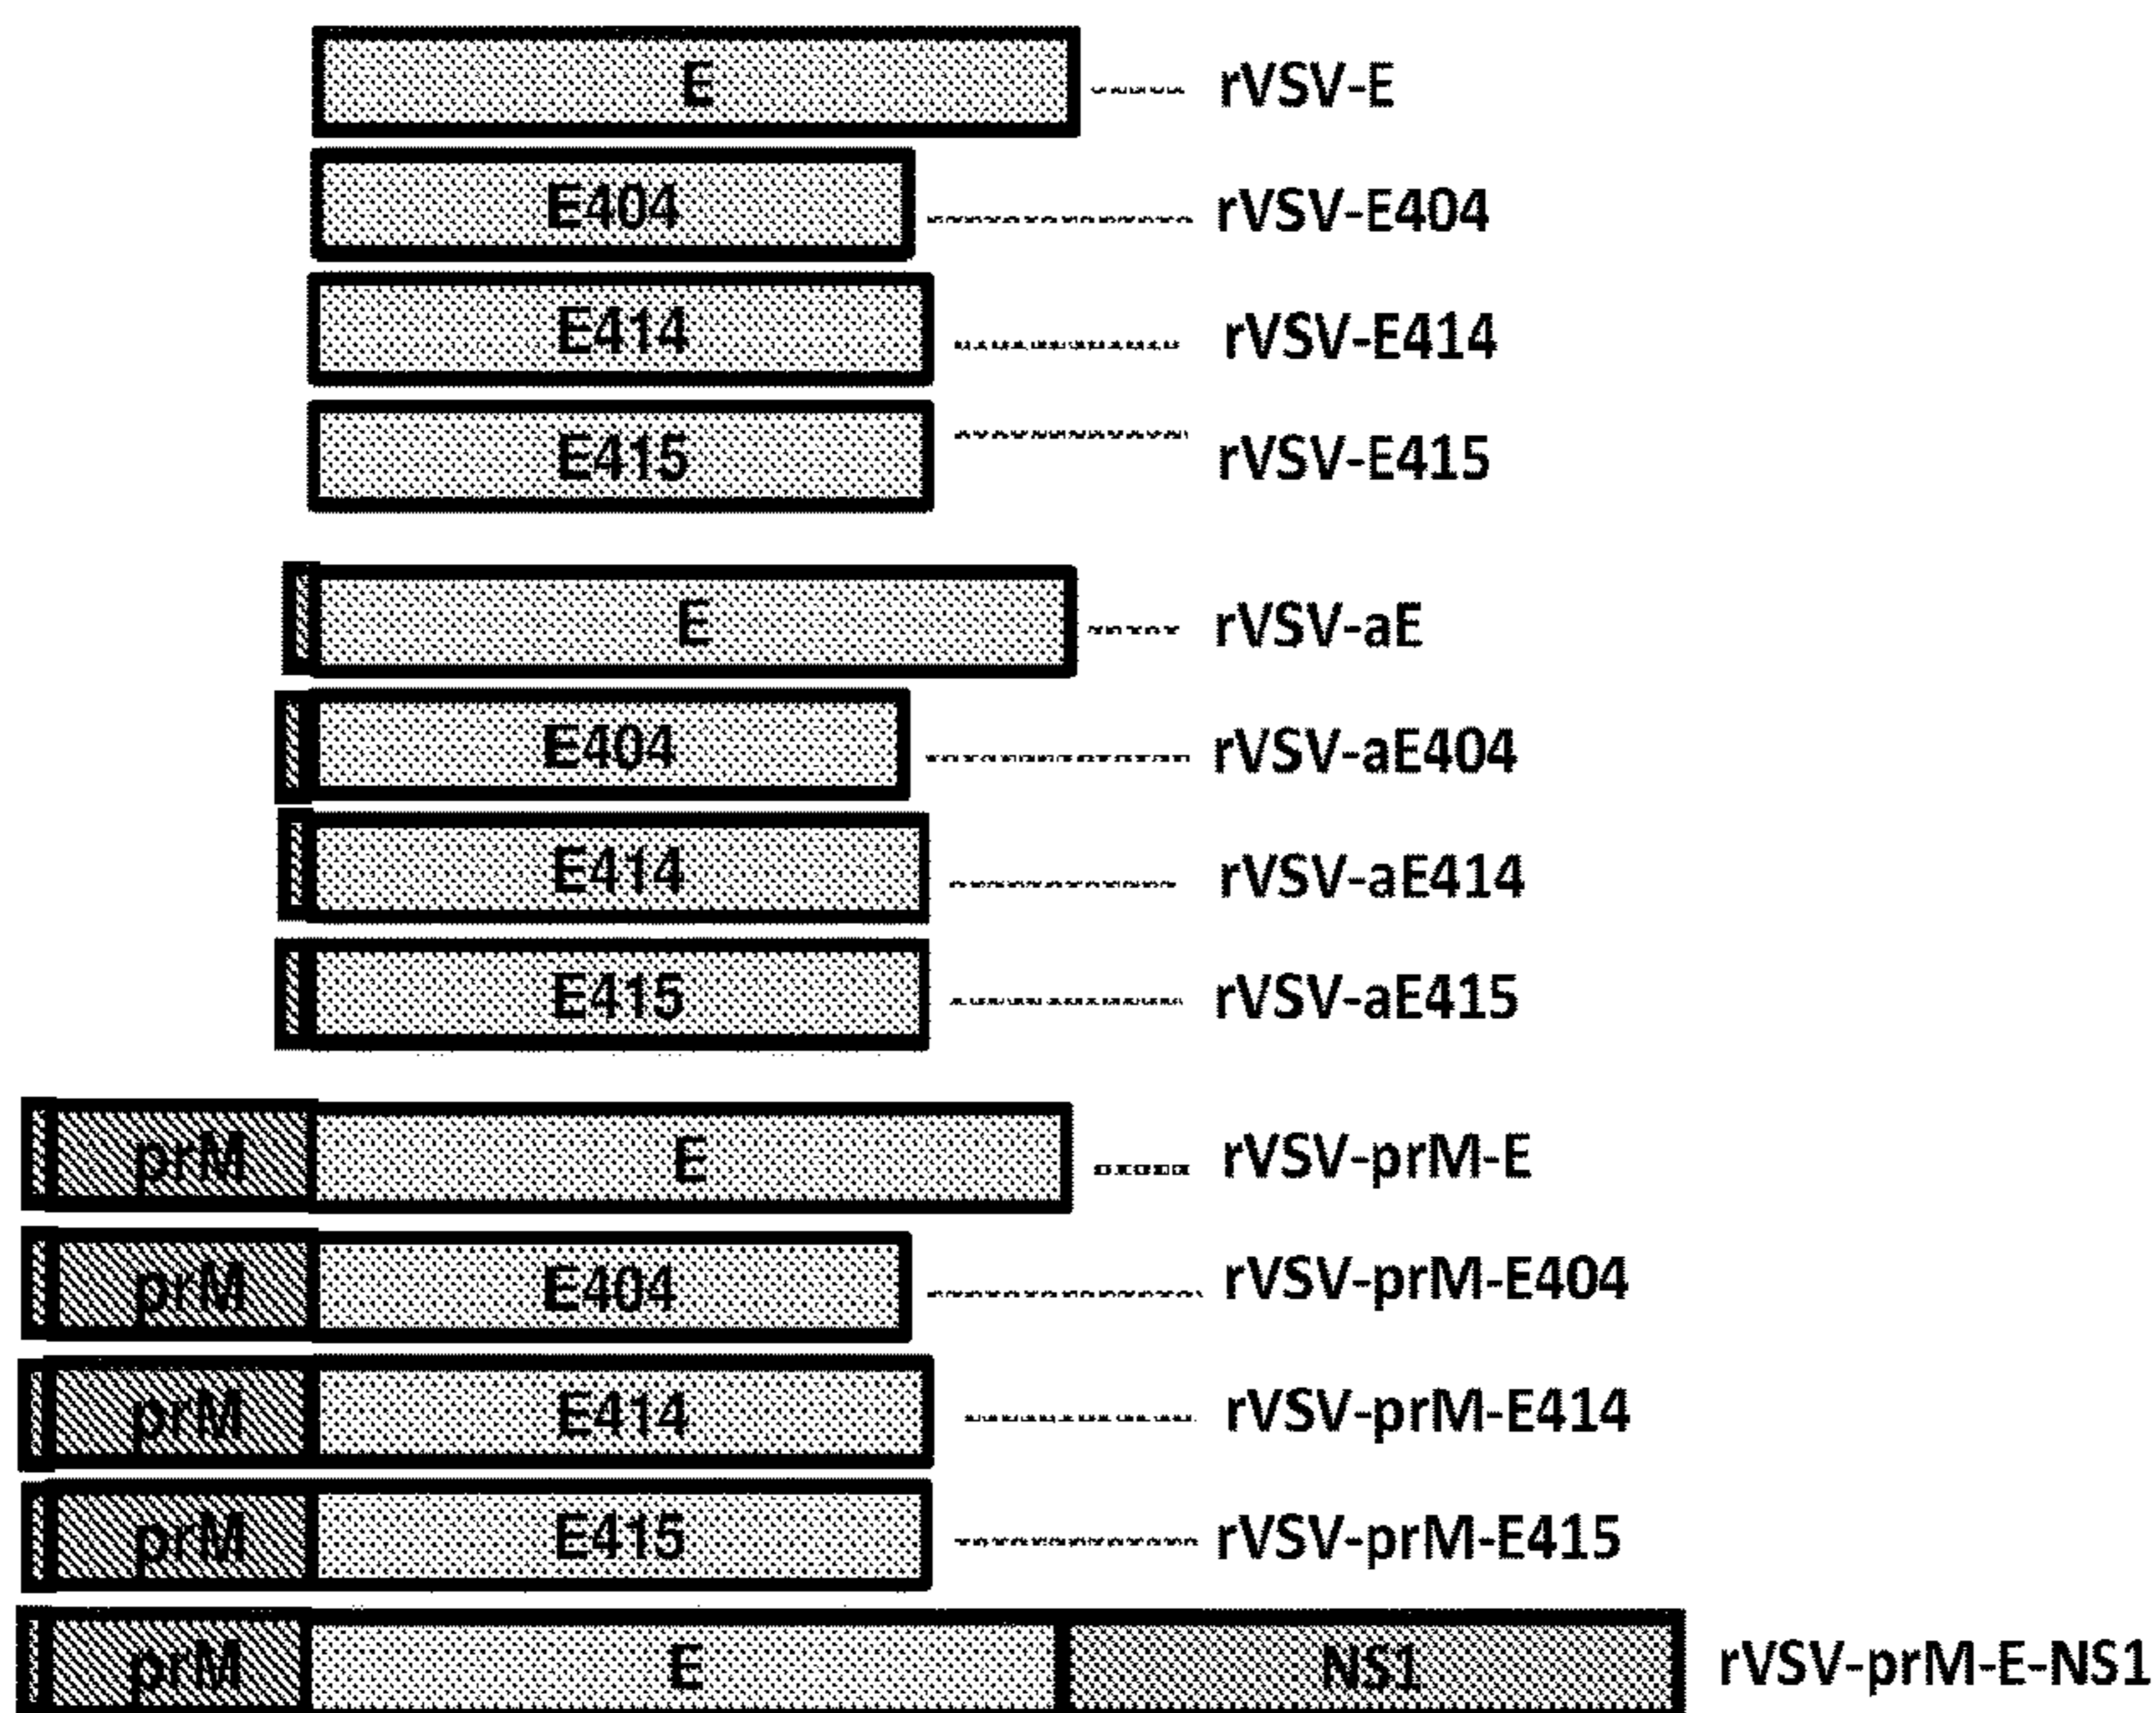 E rVSV-E
E404 rVSV-E404
E414 rVSV-E414
E415 rVSV-E415
E rVSV-aE
E404 rVSV-aE404
E414 rVSV-aE414
E415 rVSV-aE415
prM E rVSV-prM-E
prM E404 rVSV-prM-E404
prM E414 rVSV-prM-E414
prM E415 rVSV-prM-E415
prM E NS1 rVSV-prM-E-NS1